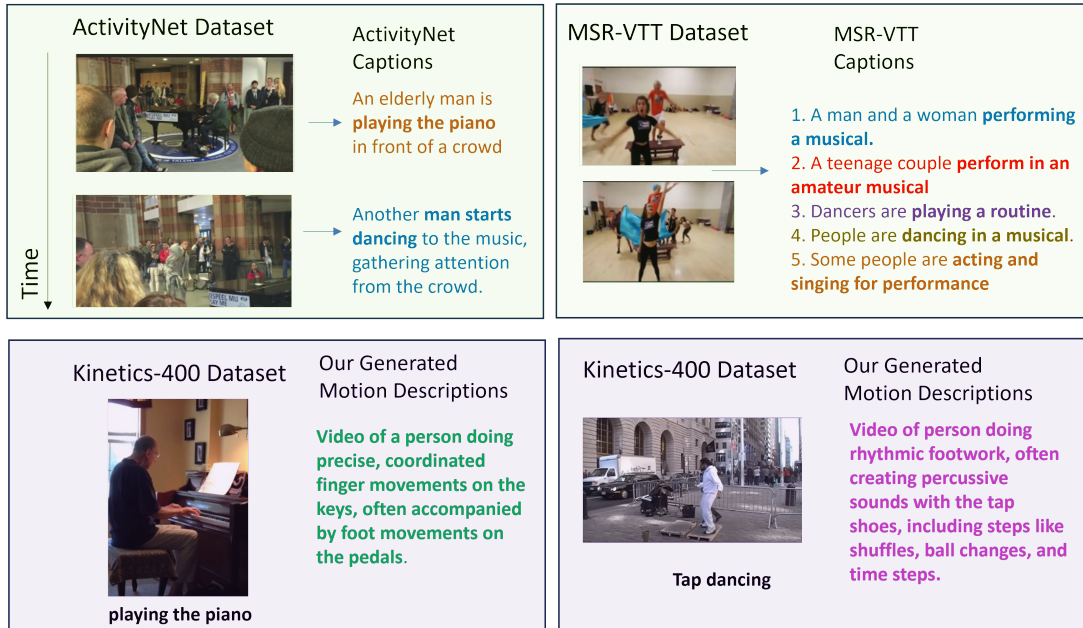 ActivityNet Dataset
ActivityNet
Captions
Time
An elderly man is
playing the piano
in front of a crowd
Another man starts
dancing to the music,
gathering attention
from the crowd.
MSR-VTT Dataset
MSR-VTT
Captions
1. A man and a woman performing
a musical.
2. A teenage couple perform in an
amateur musical
3. Dancers are playing a routine.
4. People are dancing in a musical.
5. Some people are acting and
singing for performance
Kinetics-400 Dataset
Our Generated
Motion Descriptions
Video of a person doing
precise, coordinated
finger movements on the
keys, often accompanied
by foot movements on
the pedals.
playing the piano
Kinetics-400 Dataset
Our Generated
Motion Descriptions
Video of person doing
rhythmic footwork, often
creating percussive
sounds with the tap
shoes, including steps like
shuffles, ball changes, and
time steps.
Tap dancing